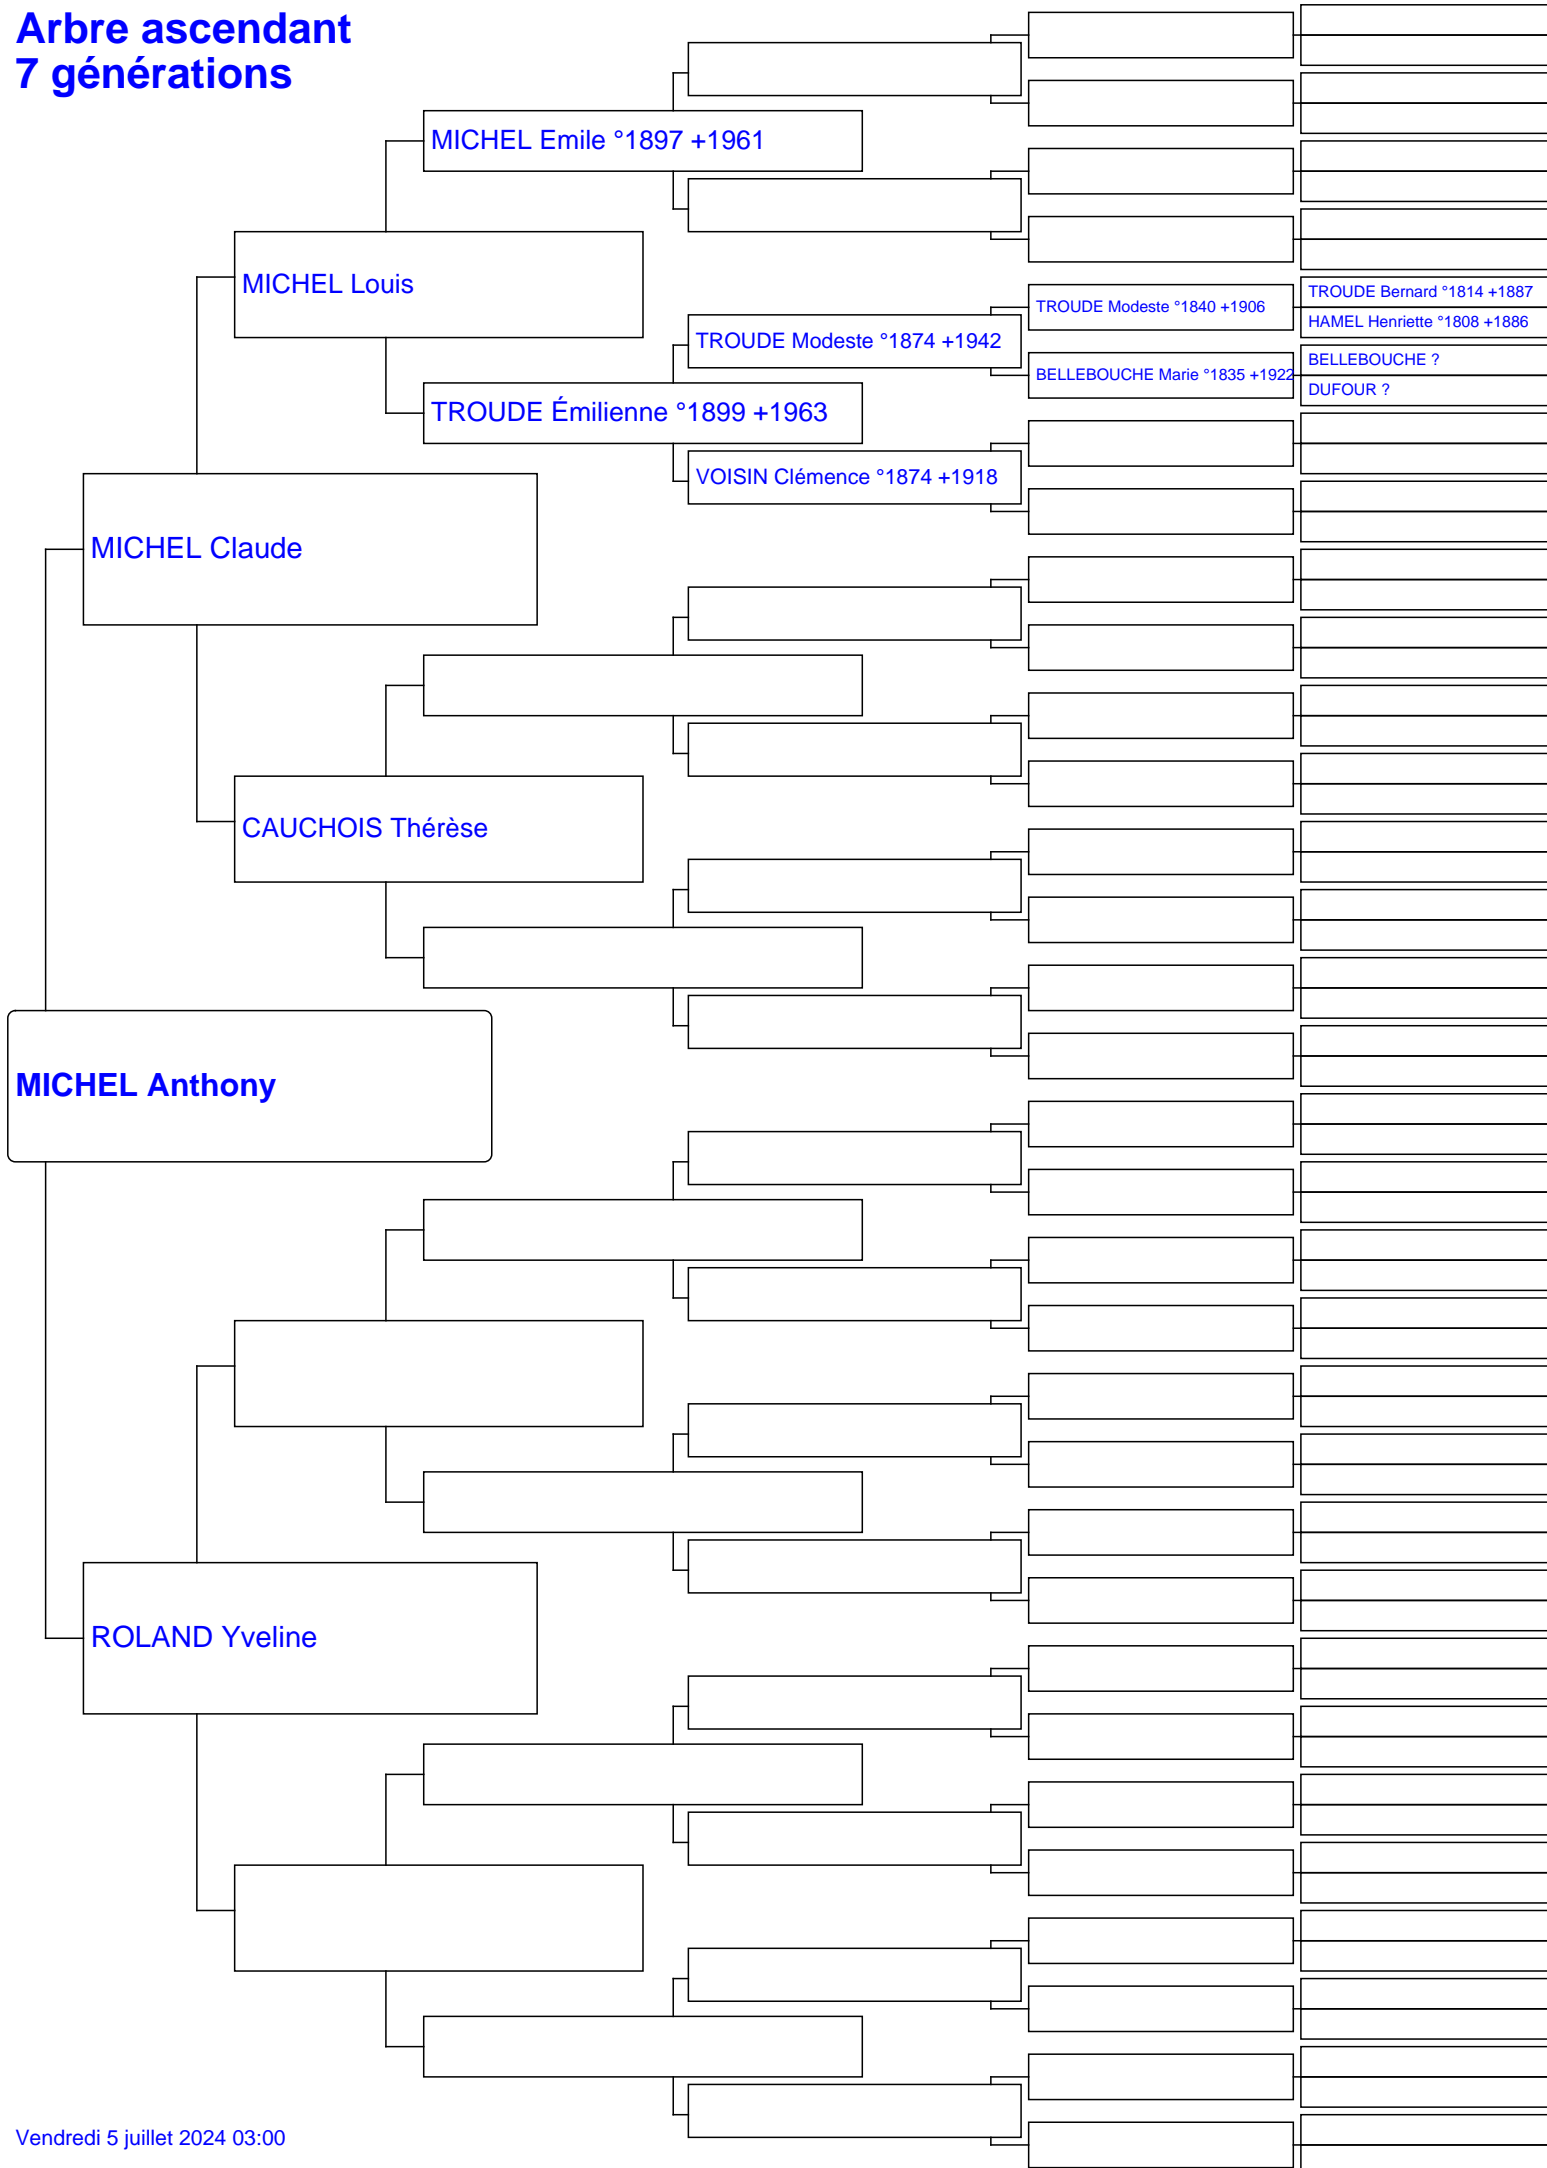 Arbre ascendant
7 générations
MICHEL Emile °1897 +1961
MICHEL Louis
TROUDE Bernard °1814 +1887
TROUDE Modeste °1840 +1906
HAMEL Henriette °1808 +1886
TROUDE Modeste °1874 +1942
BELLEBOUCHE ?
BELLEBOUCHE Marie °1835 +1922
DUFOUR ?
TROUDE Émilienne °1899 +1963
VOISIN Clémence °1874 +1918
MICHEL Claude
CAUCHOIS Thérèse
MICHEL Anthony
ROLAND Yveline
Vendredi 5 juillet 2024 03:00